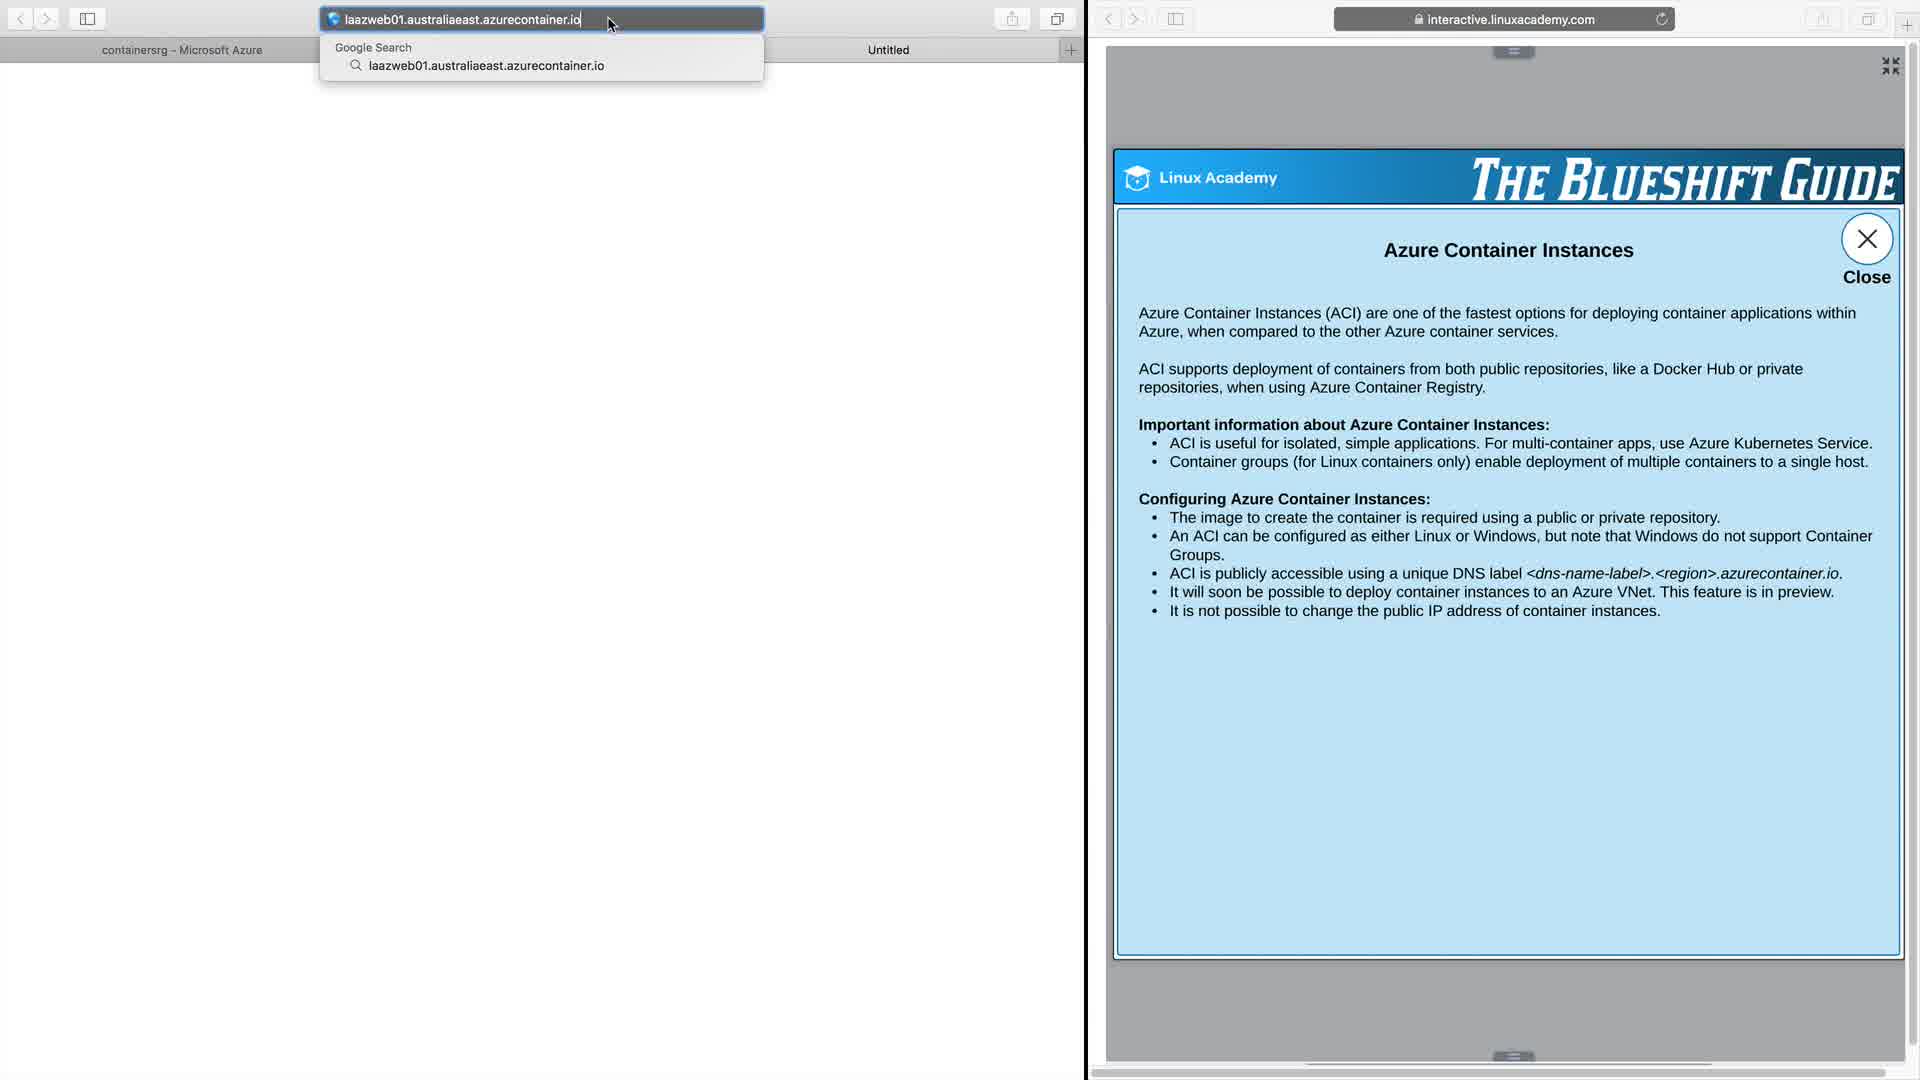 laazweb01.australiaeast.azurecontainer.io
Google Search
laazweb01.australiaeast.azurecontainer.io
containersrg – Microsoft Azure
Untitled
interactive.linuxacademy.com
Linux Academy
THE BLUESHIFT GUIDE
Azure Container Instances
Close
Azure Container Instances (ACI) are one of the fastest options for deploying container applications within
Azure, when compared to the other Azure container services.
ACI supports deployment of containers from both public repositories, like a Docker Hub or private
repositories, when using Azure Container Registry.
Important information about Azure Container Instances:
• ACI is useful for isolated, simple applications. For multi-container apps, use Azure Kubernetes Service.
• Container groups (for Linux containers only) enable deployment of multiple containers to a single host.
Configuring Azure Container Instances:
• The image to create the container is required using a public or private repository.
• An ACI can be configured as either Linux or Windows, but note that Windows do not support Container
Groups.
• ACI is publicly accessible using a unique DNS label <dns-name-label>.<region>.azurecontainer.io.
• It will soon be possible to deploy container instances to an Azure VNet. This feature is in preview.
• It is not possible to change the public IP address of container instances.